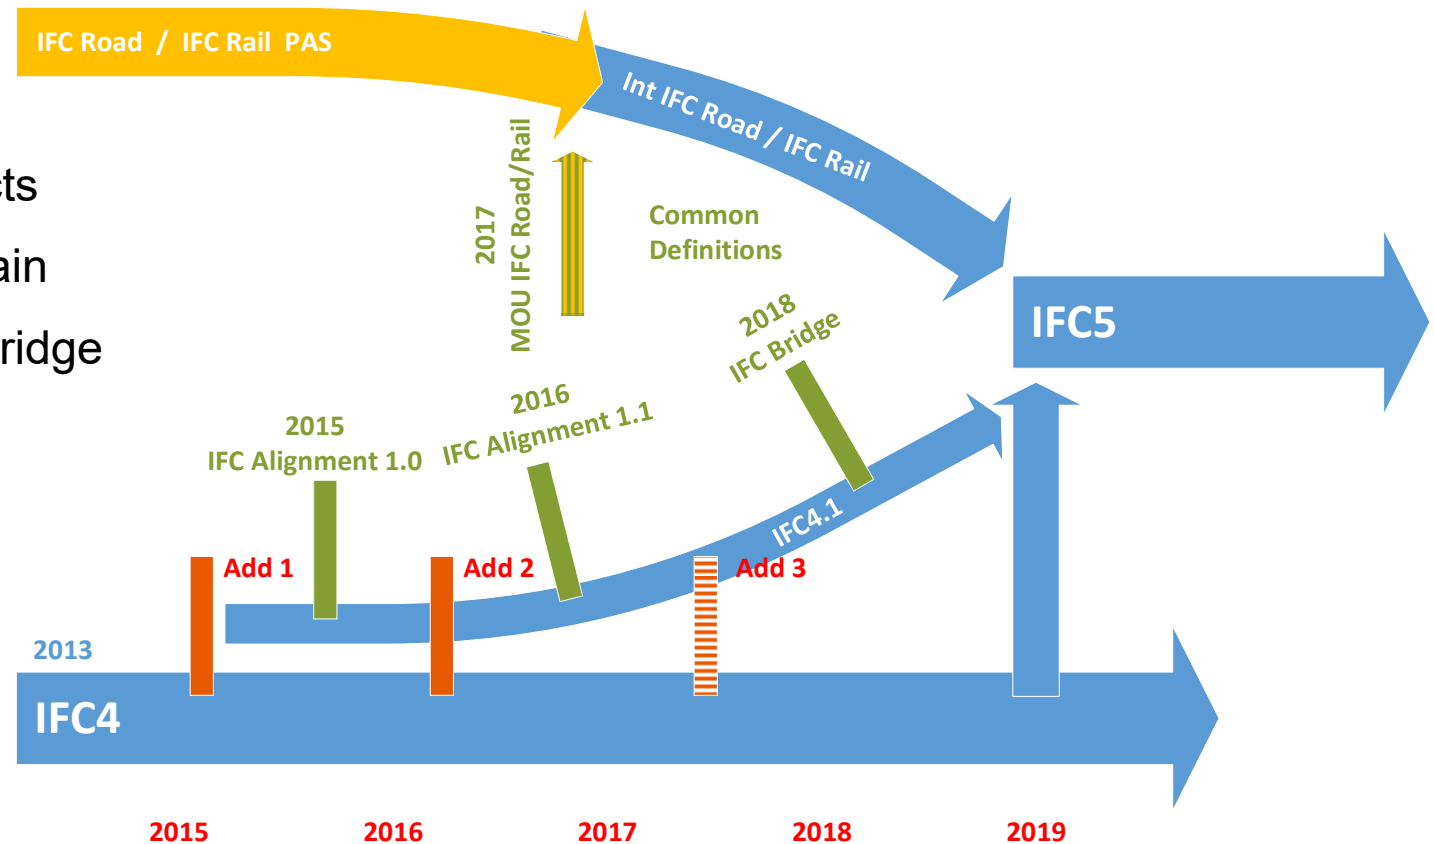 IFC Road / IFC Rail PAS
Int IFC Road / IFC Rail
cts
ain
ridge
2017
MOU IFC Road/Rail
Common
Definitions
2018
IFC Bridge
IFC5
2016
IFC Alignment 1.1
2015
IFC Alignment 1.0
IFC4.1
Add 1
Add 2
Add 3
2013
IFC4
2015
2016
2017
2018
2019